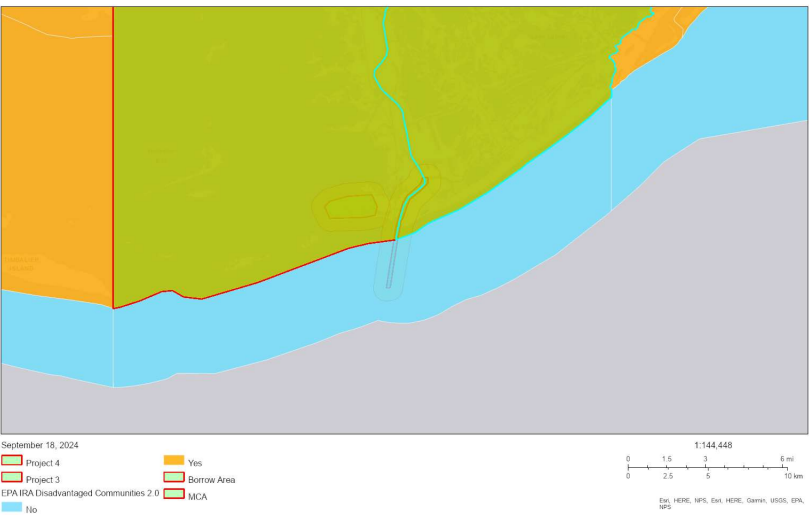 September 18, 2024
Project 4
Project 3
EPA IRA Disadvantaged Communities 2.0
No
Yes
Borrow Area
MCA
1:144,448
0 1.5 3 6 mi
0 2.5 5 10 km
Esri, HERE, NPS, Esri, HERE, Garmin, USGS, EPA,
NPS